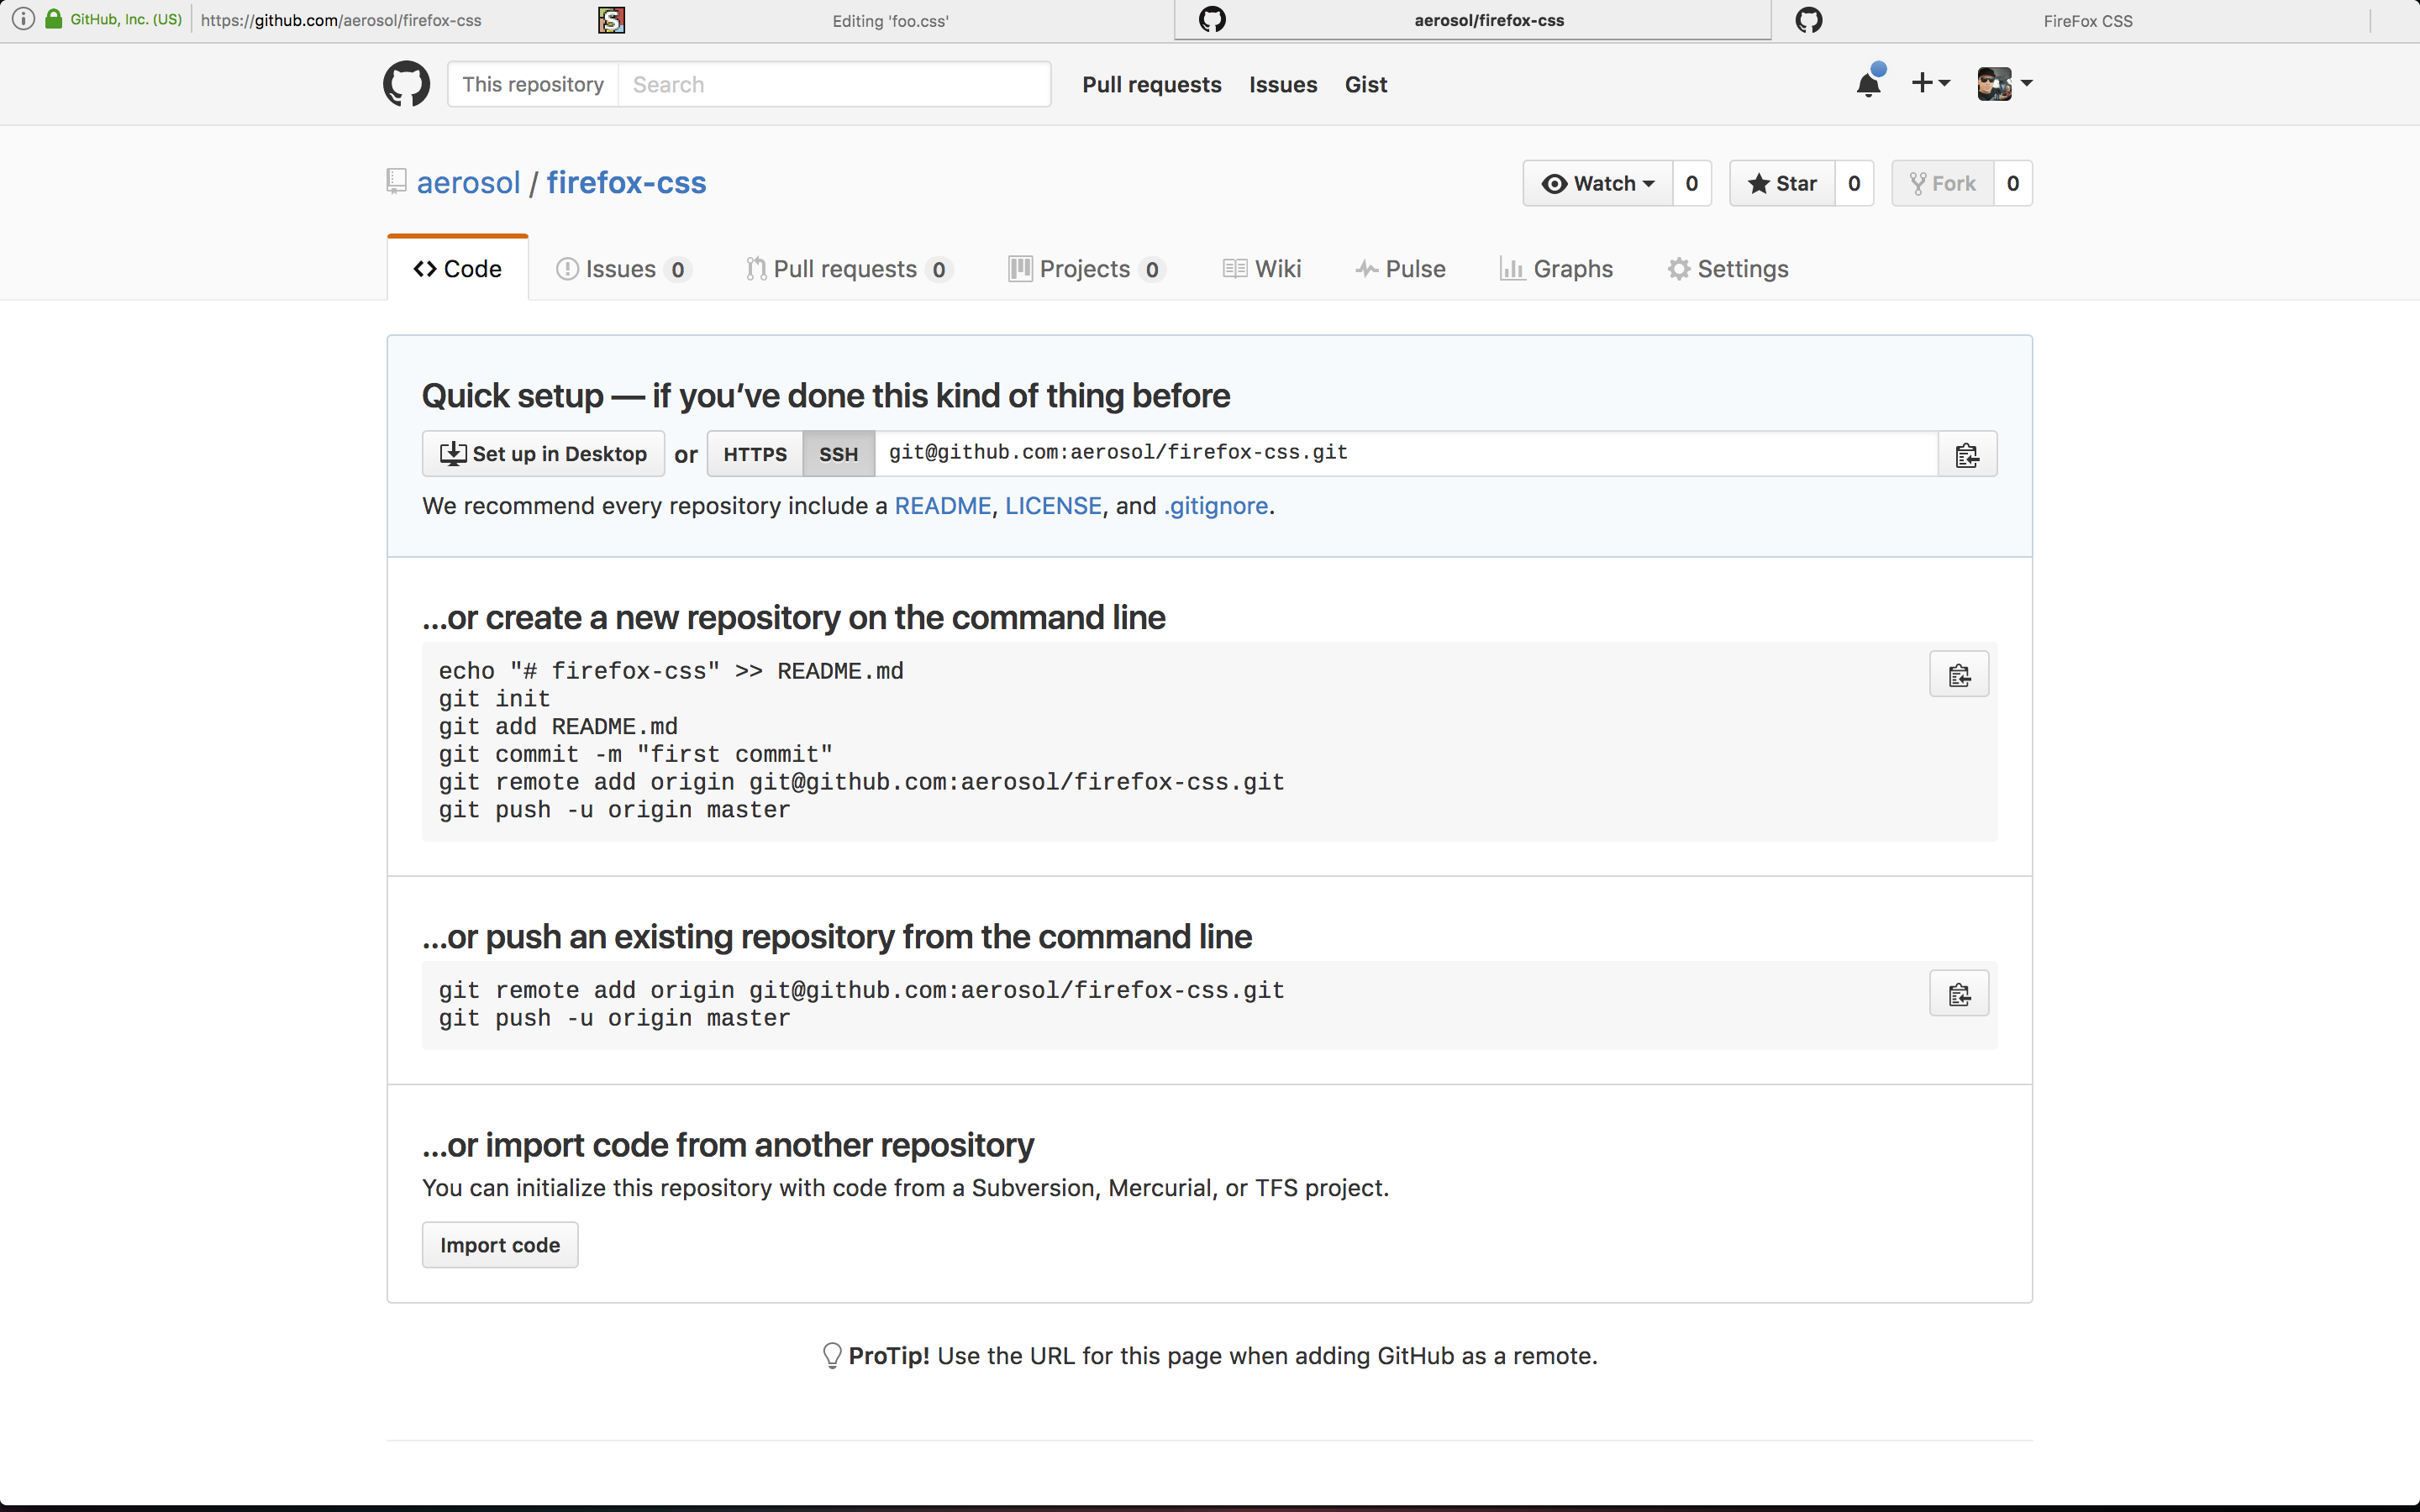 GitHub, Inc. (US) https://github.com/aerosol/firefox-css S Editing 'foo.css' aerosol/firefox-css FireFox CSS
This repository Search Pull requests Issues Gist
aerosol / firefox-css Watch 0 Star 0 Fork 0
Code Issues 0 Pull requests 0 Projects 0 Wiki Pulse Graphs Settings
Quick setup — if you’ve done this kind of thing before
Set up in Desktop or HTTPS SSH git@github.com:aerosol/firefox-css.git
We recommend every repository include a README, LICENSE, and .gitignore.
…or create a new repository on the command line
echo "# firefox-css" >> README.md
git init
git add README.md
git commit -m "first commit"
git remote add origin git@github.com:aerosol/firefox-css.git
git push -u origin master
…or push an existing repository from the command line
git remote add origin git@github.com:aerosol/firefox-css.git
git push -u origin master
…or import code from another repository
You can initialize this repository with code from a Subversion, Mercurial, or TFS project.
Import code
ProTip! Use the URL for this page when adding GitHub as a remote.